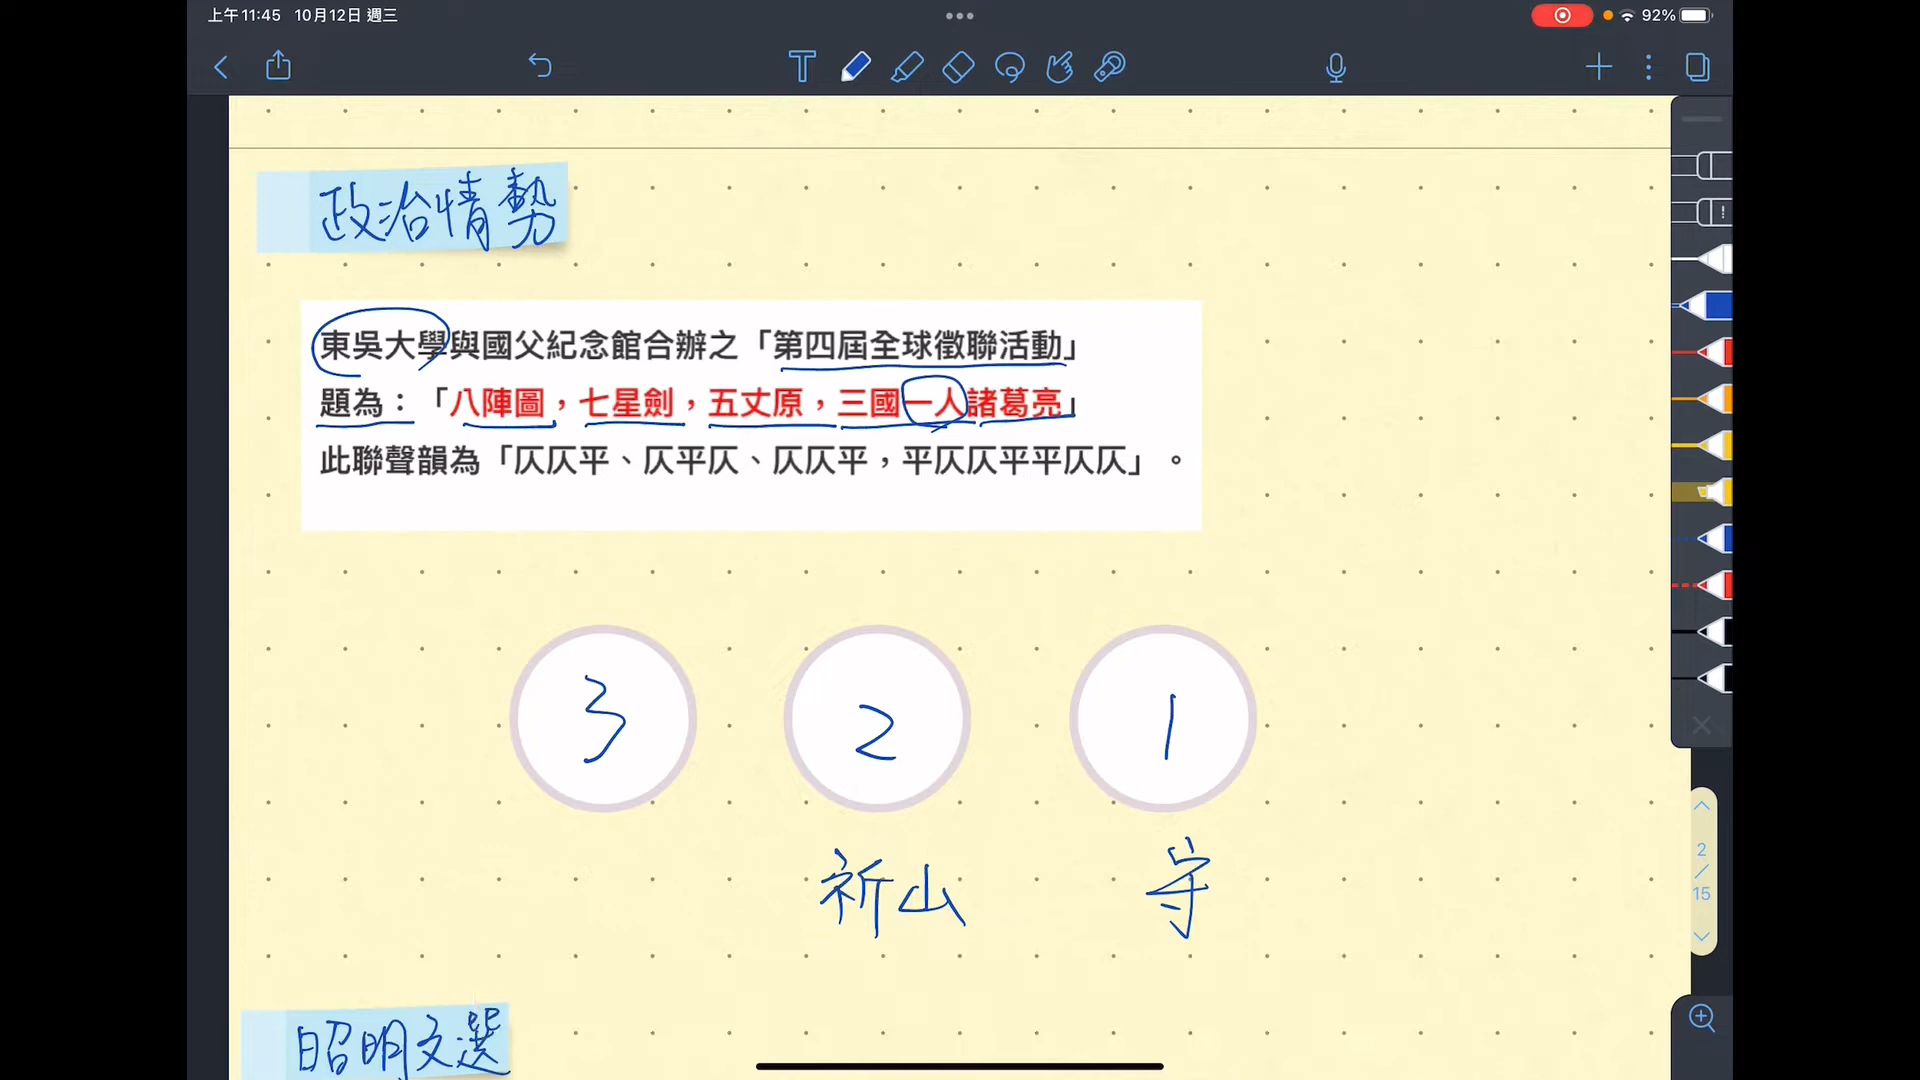 上午11:45 10月12日 週三
92%
T
政治情勢
東吳大學與國父紀念館合辦之「第四屆全球徵聯活動」
題為：「八陣圖，七星劍，五丈原，三國一人諸葛亮」
此聯聲韻為「仄仄平、仄平仄、仄仄平，平仄仄平平仄仄」。
3 2 1
祈山 守
2
/
15
昭明文選